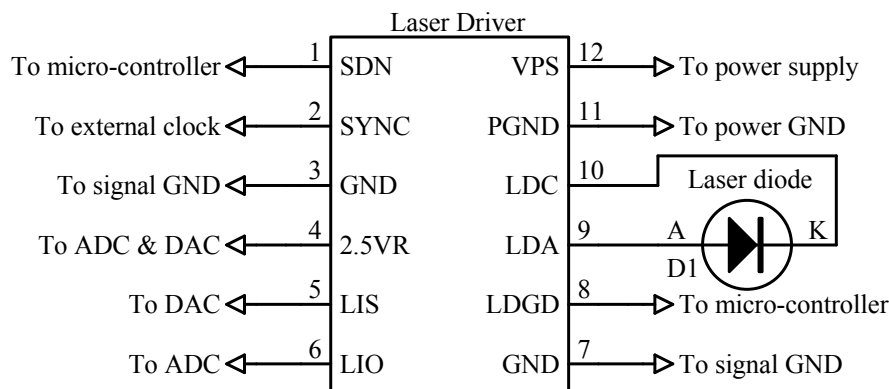 Laser Driver
To micro-controller 1 SDN VPS 12 To power supply
To external clock 2 SYNC PGND 11 To power GND
To signal GND 3 GND LDC 10 Laser diode
To ADC & DAC 4 2.5VR LDA 9 A K
D1
To DAC 5 LIS LDGD 8 To micro-controller
To ADC 6 LIO GND 7 To signal GND